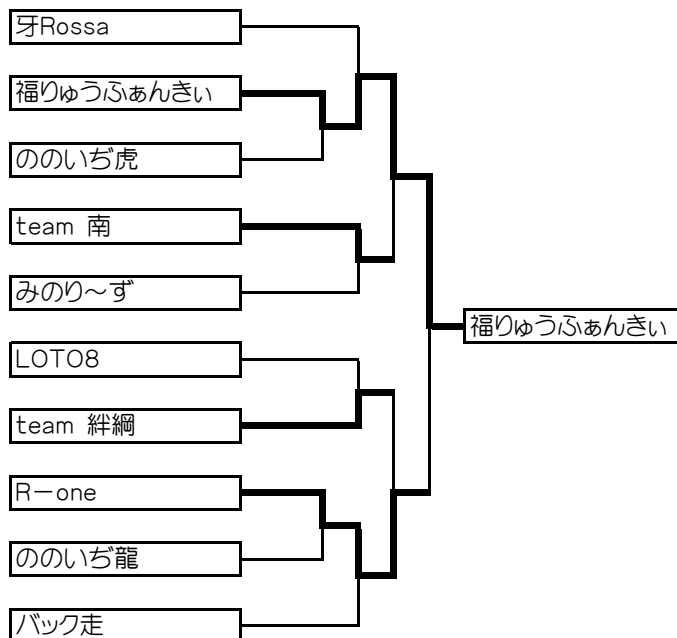 牙Rossa
福りゅうふぁんきぃ
ののいぢ虎
team 南
みのり～ず
福りゅうふぁんきぃ
LOTO8
team 絆綱
R－one
ののいぢ龍
バック走